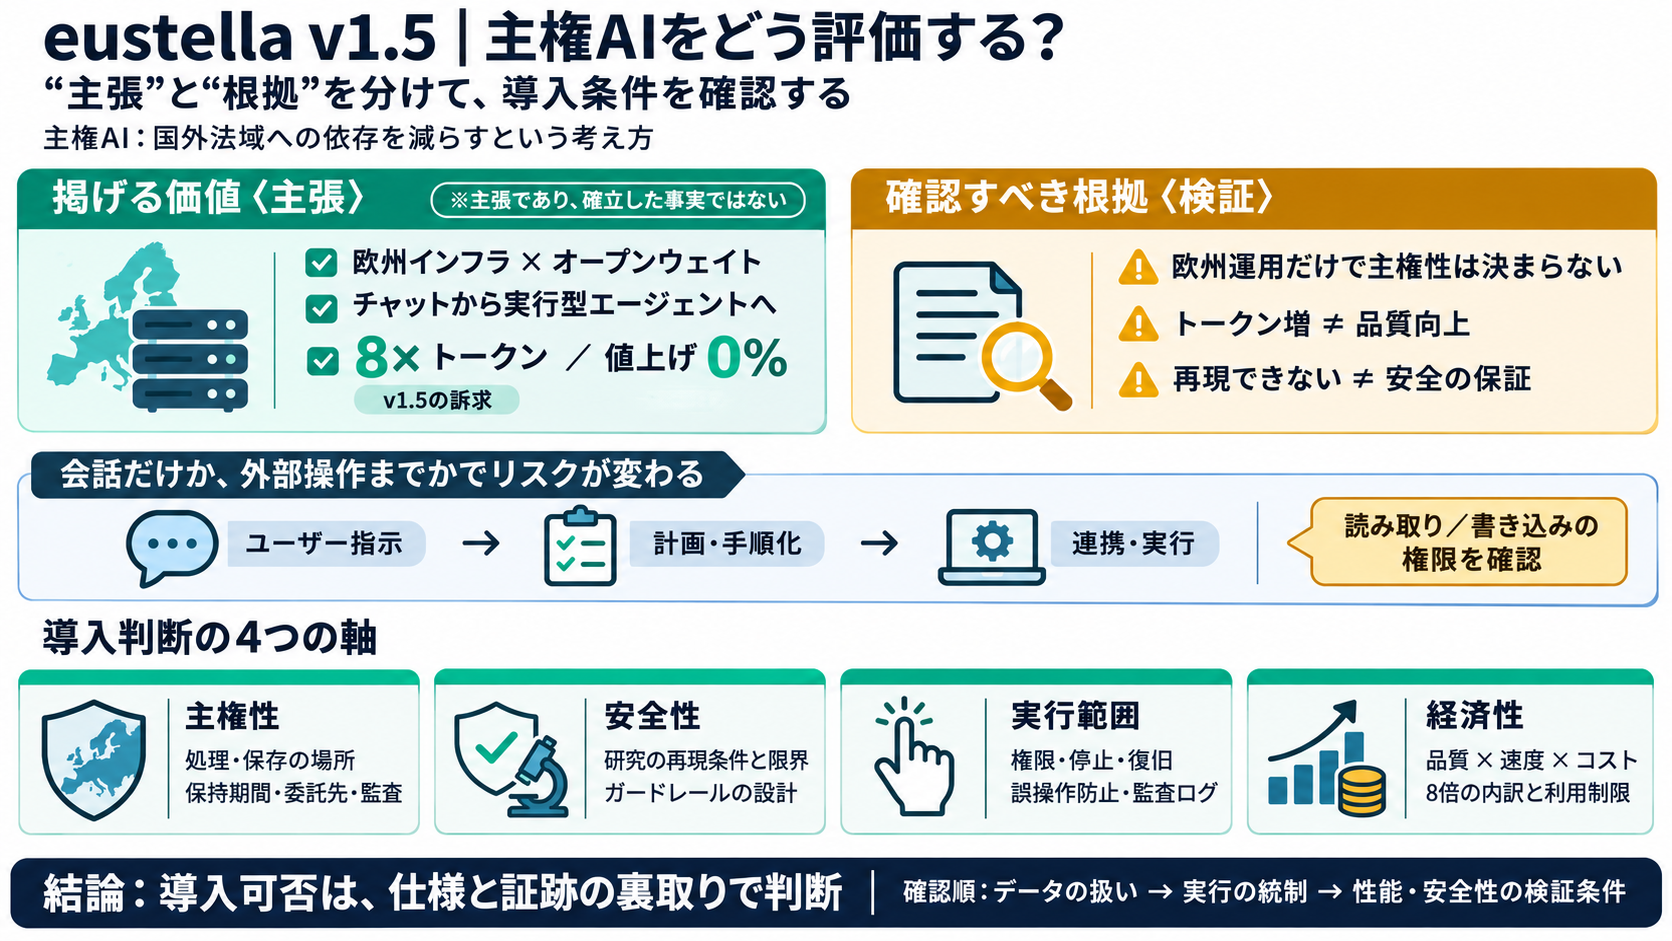 eustella v1.5 | 主権AIをどう評価する?
“主張”と“根拠”を分けて、導入条件を確認する
主権AI：国外法域への依存を減らすという考え方
掲げる価値〈主張〉
※主張であり、確立した事実ではない
欧州インフラ × オープンウェイト
チャットから実行型エージェントへ
8× トークン ／ 値上げ 0%
v1.5の訴求
確認すべき根拠〈検証〉
欧州運用だけで主権性は決まらない
トークン増 ≠ 品質向上
再現できない ≠ 安全の保証
会話だけか、外部操作までかでリスクが変わる
ユーザー指示
→
計画・手順化
→
連携・実行
読み取り／書き込みの
権限を確認
導入判断の4つの軸
主権性
処理・保存の場所
保持期間・委託先・監査
安全性
研究の再現条件と限界
ガードレールの設計
実行範囲
権限・停止・復旧
誤操作防止・監査ログ
経済性
品質 × 速度 × コスト
8倍の内訳と利用制限
結論：導入可否は、仕様と証跡の裏取りで判断
確認順：データの扱い → 実行の統制 → 性能・安全性の検証条件